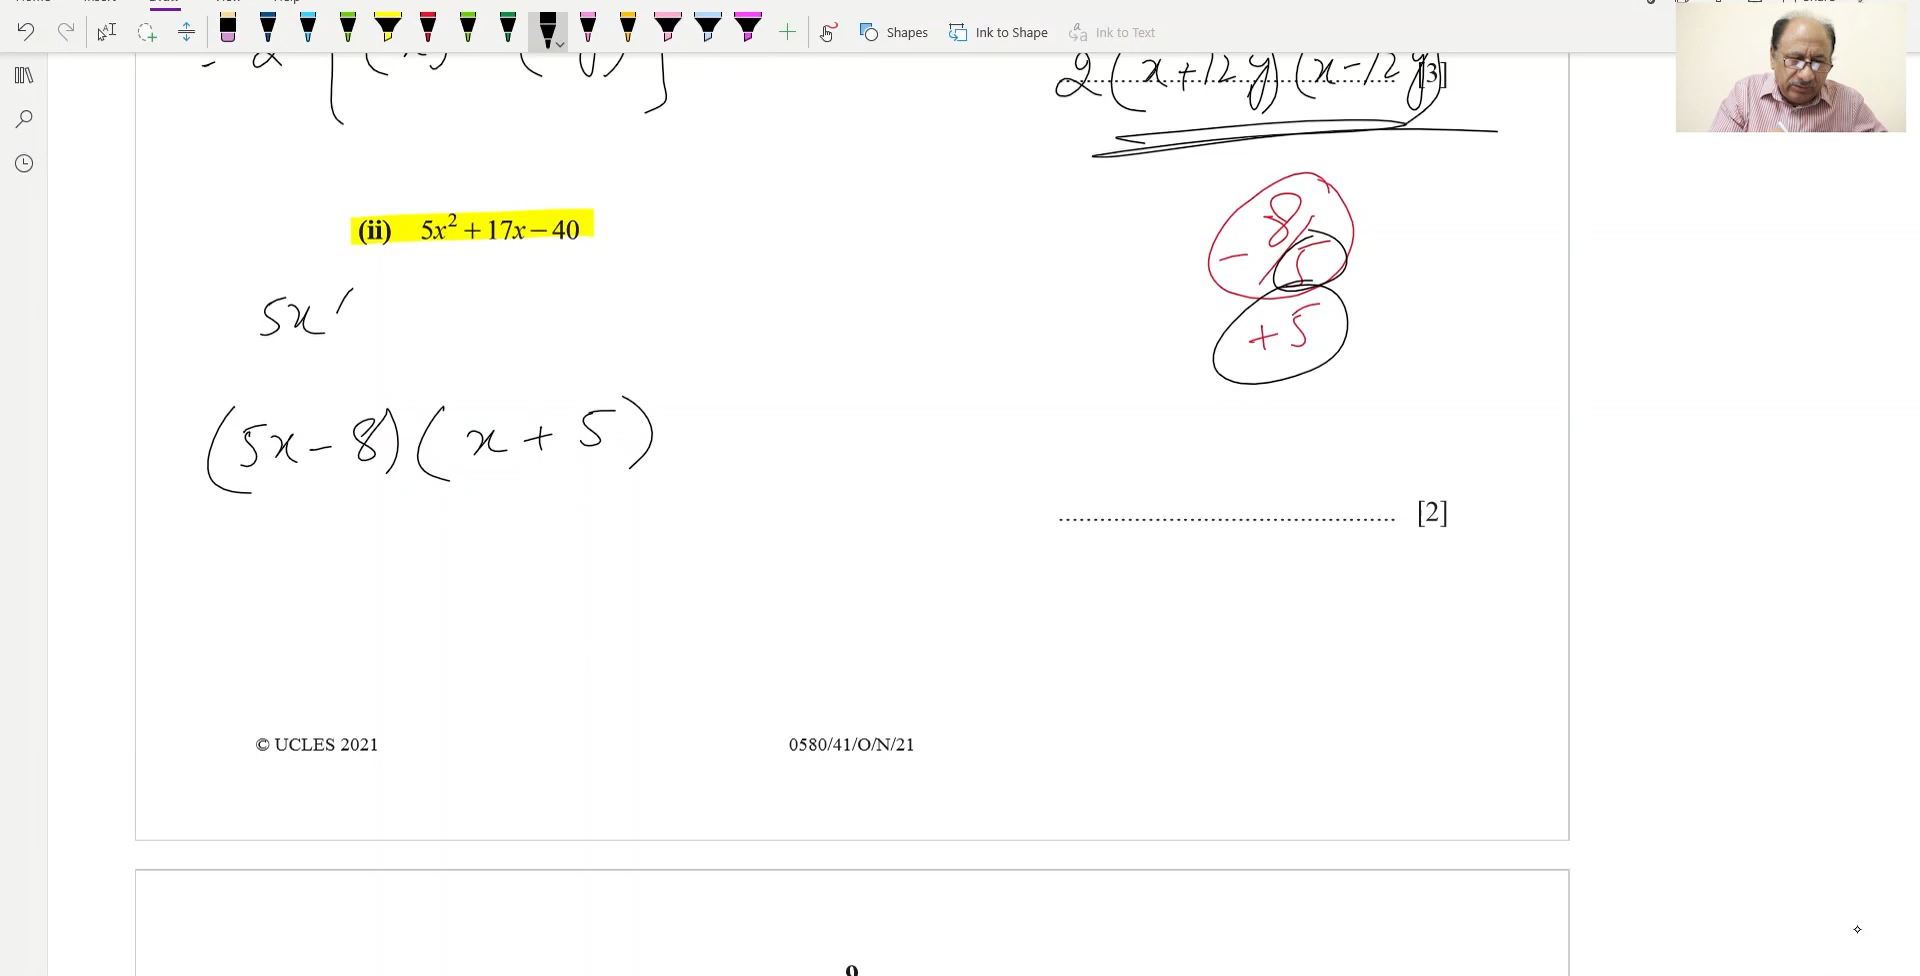 Shapes Ink to Shape Ink to Text
2(x+12y)(x-12y) [3]
(ii) 5x² + 17x − 40
- 8/5
+5
5x
(5x-8)(x+5)
.............................................. [2]
© UCLES 2021 0580/41/O/N/21
9